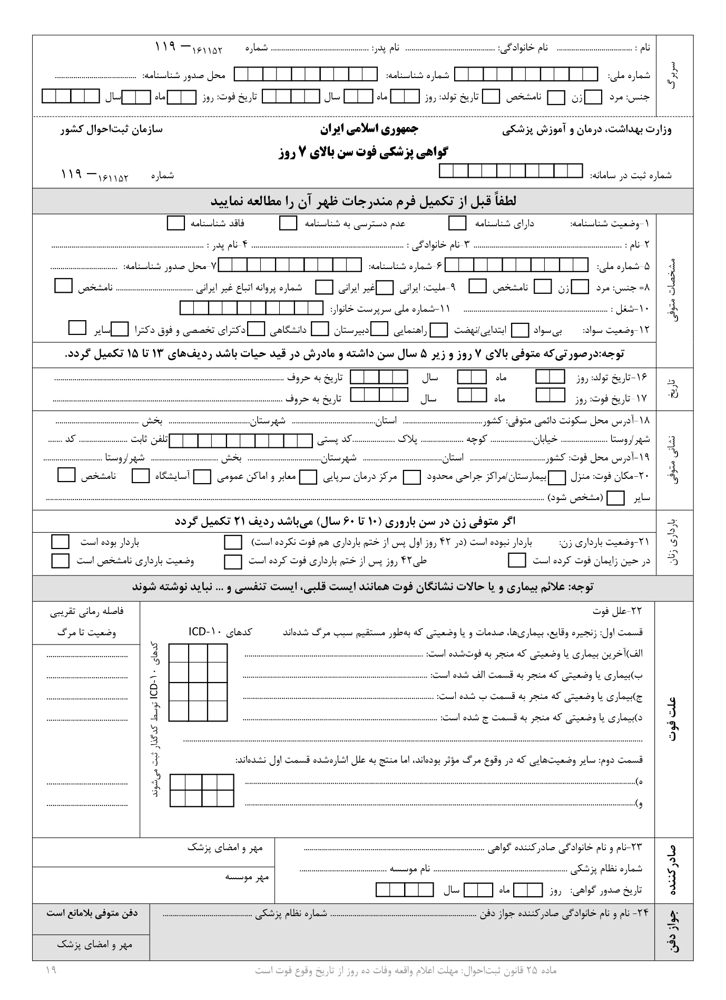 سربرگ
نام : نام خانوادگی: نام پدر: شماره ۱۶۱۱۵۲ – ۱۱۹
شماره ملی: شماره شناسنامه: محل صدور شناسنامه:
جنس: مرد زن نامشخص تاریخ تولد: روز ماه سال تاریخ فوت: روز ماه سال
وزارت بهداشت، درمان و آموزش پزشکی جمهوری اسلامی ایران سازمان ثبت‌احوال کشور
گواهی پزشکی فوت سن بالای ۷ روز
شماره ثبت در سامانه: شماره ۱۶۱۱۵۲ – ۱۱۹
لطفاً قبل از تکمیل فرم مندرجات ظهر آن را مطالعه نمایید
مشخصات متوفی
۱-وضعیت شناسنامه: دارای شناسنامه عدم دسترسی به شناسنامه فاقد شناسنامه
۲-نام : ۳-نام خانوادگی : ۴-نام پدر :
۵-شماره ملی: ۶-شماره شناسنامه: ۷-محل صدور شناسنامه:
۸= جنس: مرد زن نامشخص ۹-ملیت: ایرانی غیر ایرانی شماره پروانه اتباع غیر ایرانی نامشخص
۱۰-شغل : ۱۱-شماره ملی سرپرست خانوار:
۱۲-وضعیت سواد: بی‌سواد ابتدایی/نهضت راهنمایی دبیرستان دانشگاهی دکترای تخصصی و فوق دکترا سایر
توجه:درصورتی‌که متوفی بالای ۷ روز و زیر ۵ سال سن داشته و مادرش در قید حیات باشد ردیف‌های ۱۳ تا ۱۵ تکمیل گردد.
تاریخ
۱۶-تاریخ تولد: روز ماه سال تاریخ به حروف
۱۷-تاریخ فوت: روز ماه سال تاریخ به حروف
نشانی متوفی
۱۸-آدرس محل سکونت دائمی متوفی: کشور استان شهرستان بخش
شهر/روستا خیابان کوچه پلاک کد پستی تلفن ثابت کد
۱۹-آدرس محل فوت: کشور استان شهرستان بخش شهر/روستا
۲۰-مکان فوت: منزل بیمارستان/مراکز جراحی محدود مرکز درمان سرپایی معابر و اماکن عمومی آسایشگاه نامشخص
سایر (مشخص شود)
بارداری زنان
اگر متوفی زن در سن باروری (۱۰ تا ۶۰ سال) می‌باشد ردیف ۲۱ تکمیل گردد
۲۱-وضعیت بارداری زن: باردار نبوده است (در ۴۲ روز اول پس از ختم بارداری هم فوت نکرده است) باردار بوده است
در حین زایمان فوت کرده است طی۴۲ روز پس از ختم بارداری فوت کرده است وضعیت بارداری نامشخص است
توجه: علائم بیماری و یا حالات نشانگان فوت همانند ایست قلبی، ایست تنفسی و ... نباید نوشته شوند
علت فوت
۲۲-علل فوت فاصله رمانی تقریبی
قسمت اول: زنجیره وقایع، بیماری‌ها، صدمات و یا وضعیتی که به‌طور مستقیم سبب مرگ شده‌اند کدهای ICD-۱۰ وضعیت تا مرگ
الف)آخرین بیماری یا وضعیتی که منجر به فوت‌شده است:
ب)بیماری یا وضعیتی که منجر به قسمت الف شده است:
ج)بیماری یا وضعیتی که منجر به قسمت ب شده است:
د)بیماری یا وضعیتی که منجر به قسمت ج شده است:
کدهای ICD-۱۰ توسط کدگذار ثبت می‌شوند
قسمت دوم: سایر وضعیت‌هایی که در وقوع مرگ مؤثر بوده‌اند، اما منتج به علل اشاره‌شده قسمت اول نشده‌اند:
ه)
و)
صادرکننده
۲۳-نام و نام خانوادگی صادرکننده گواهی مهر و امضای پزشک
شماره نظام پزشکی نام موسسه مهر موسسه
تاریخ صدور گواهی: روز ماه سال
جواز دفن
۲۴- نام و نام خانوادگی صادرکننده جواز دفن شماره نظام پزشکی دفن متوفی بلامانع است
مهر و امضای پزشک
ماده ۲۵ قانون ثبت‌احوال: مهلت اعلام واقعه وفات ده روز از تاریخ وقوع فوت است ۱۹